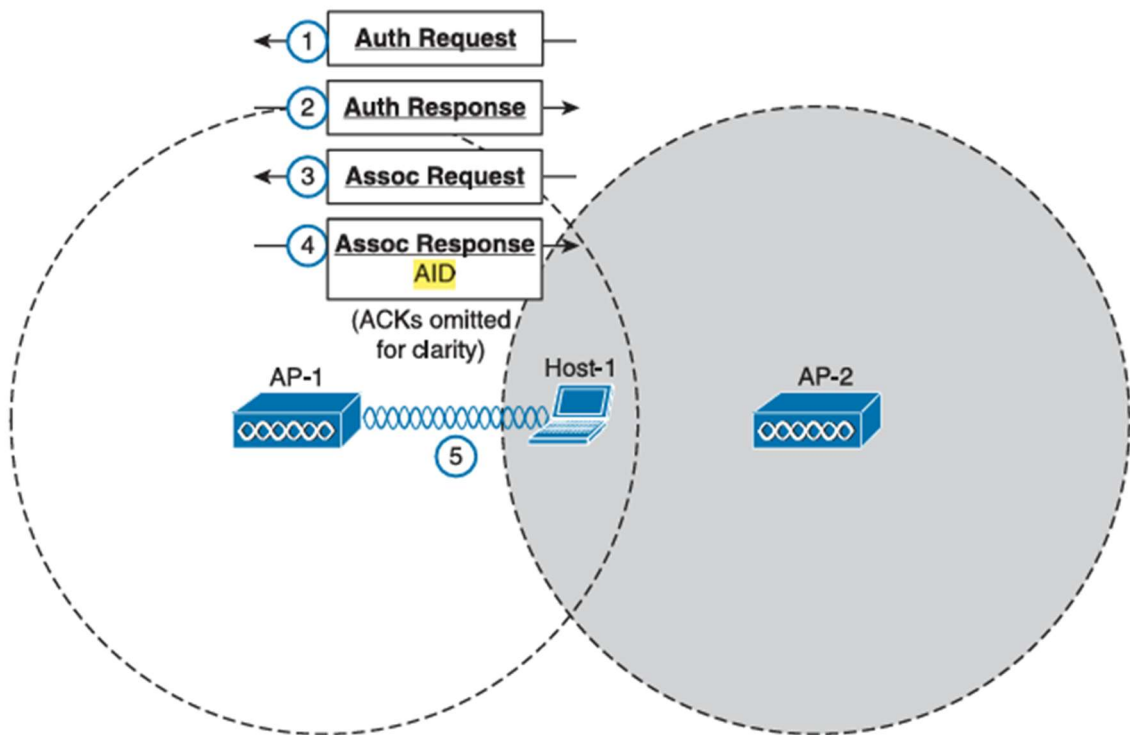 1 Auth Request
2 Auth Response
3 Assoc Request
4 Assoc Response
AID
(ACKs omitted
for clarity)
AP-1
Host-1
AP-2
5